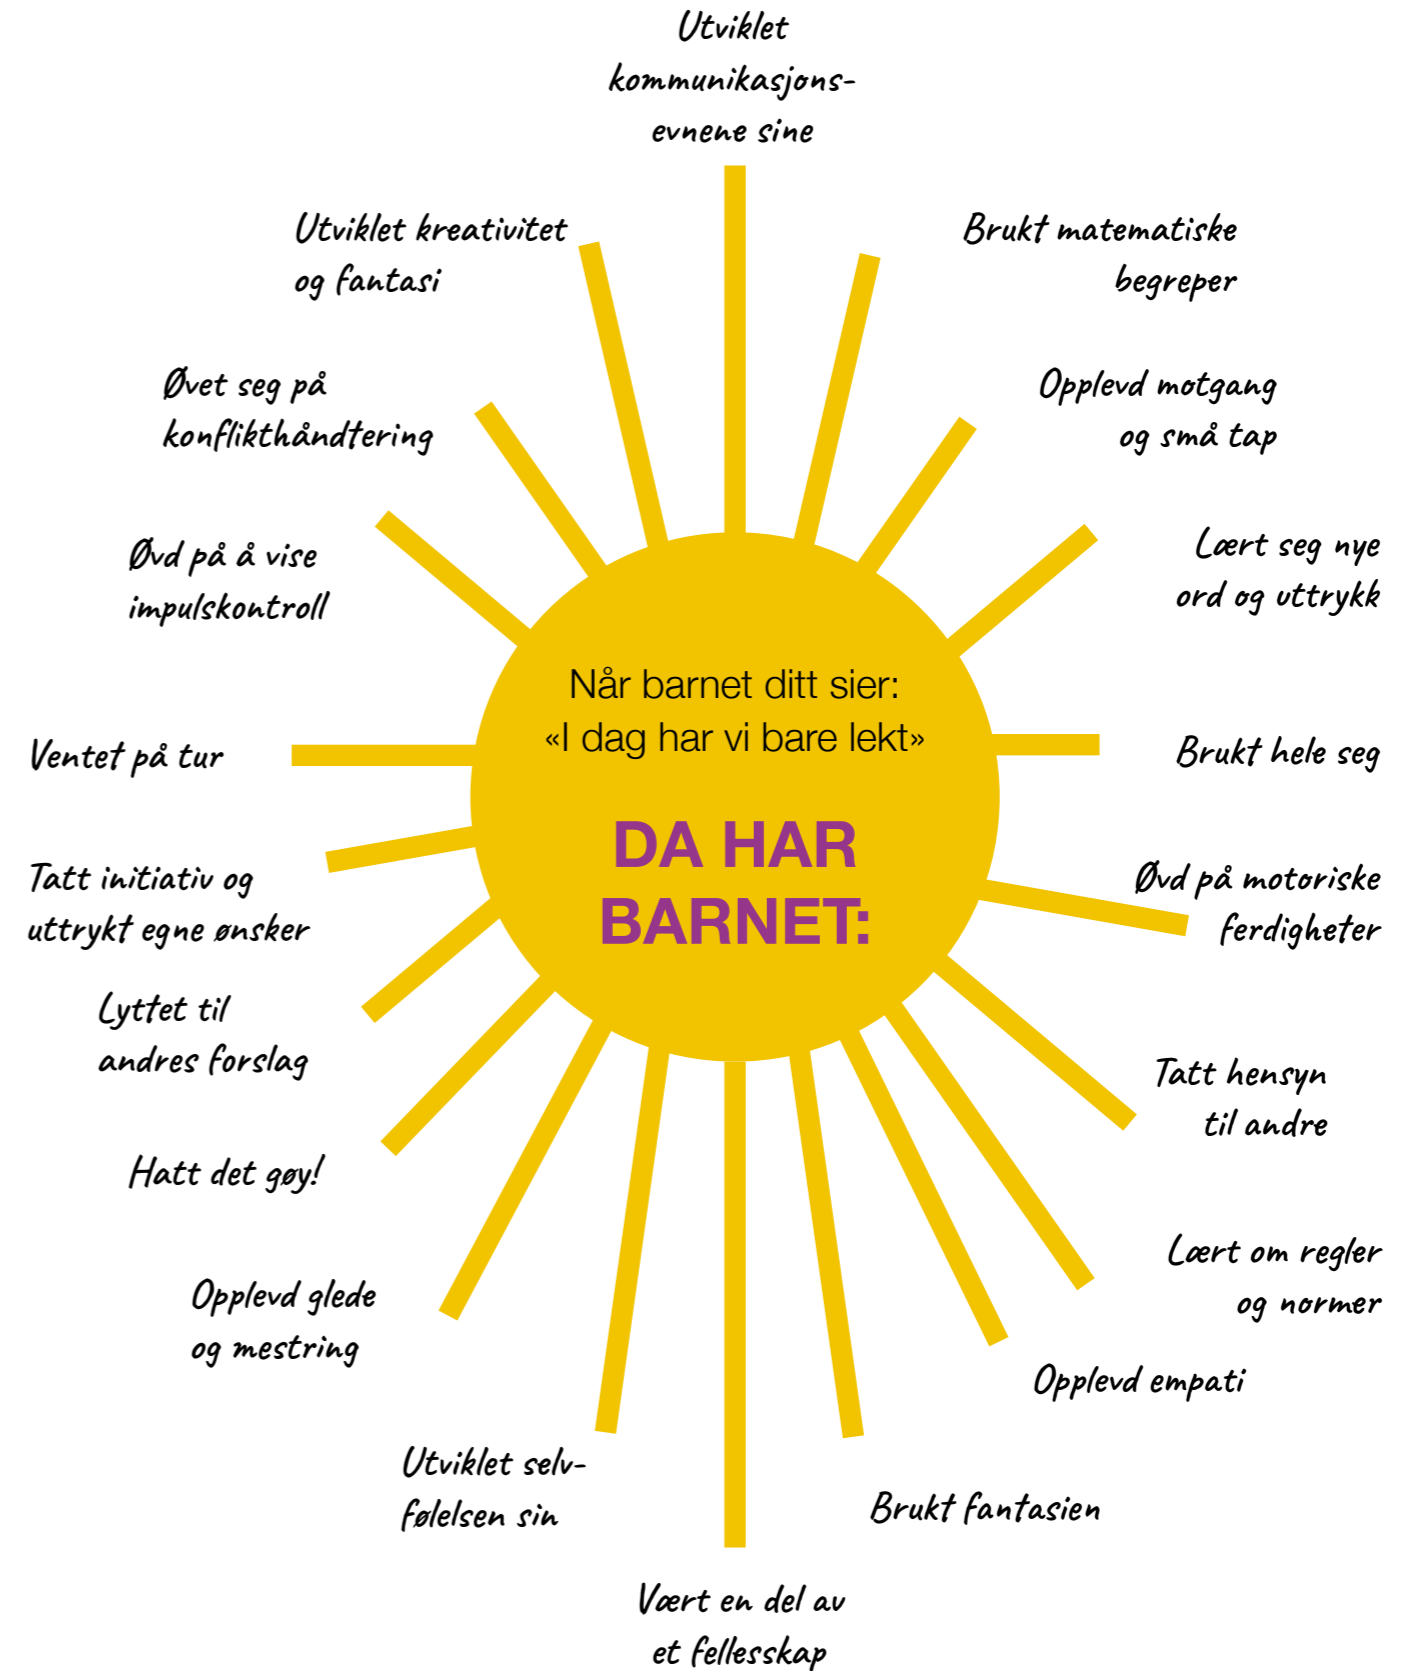 Når barnet ditt sier:
«I dag har vi bare lekt»
DA HAR
BARNET:
Utviklet
kommunikasjons-
evnene sine
Brukt matematiske
begreper
Opplevd motgang
og små tap
Lært seg nye
ord og uttrykk
Brukt hele seg
Øvd på motoriske
ferdigheter
Tatt hensyn
til andre
Lært om regler
og normer
Opplevd empati
Brukt fantasien
Vært en del av
et fellesskap
Utviklet selv-
følelsen sin
Opplevd glede
og mestring
Hatt det gøy!
Lyttet til
andres forslag
Tatt initiativ og
uttrykt egne ønsker
Ventet på tur
Øvd på å vise
impulskontroll
Øvet seg på
konflikthåndtering
Utviklet kreativitet
og fantasi